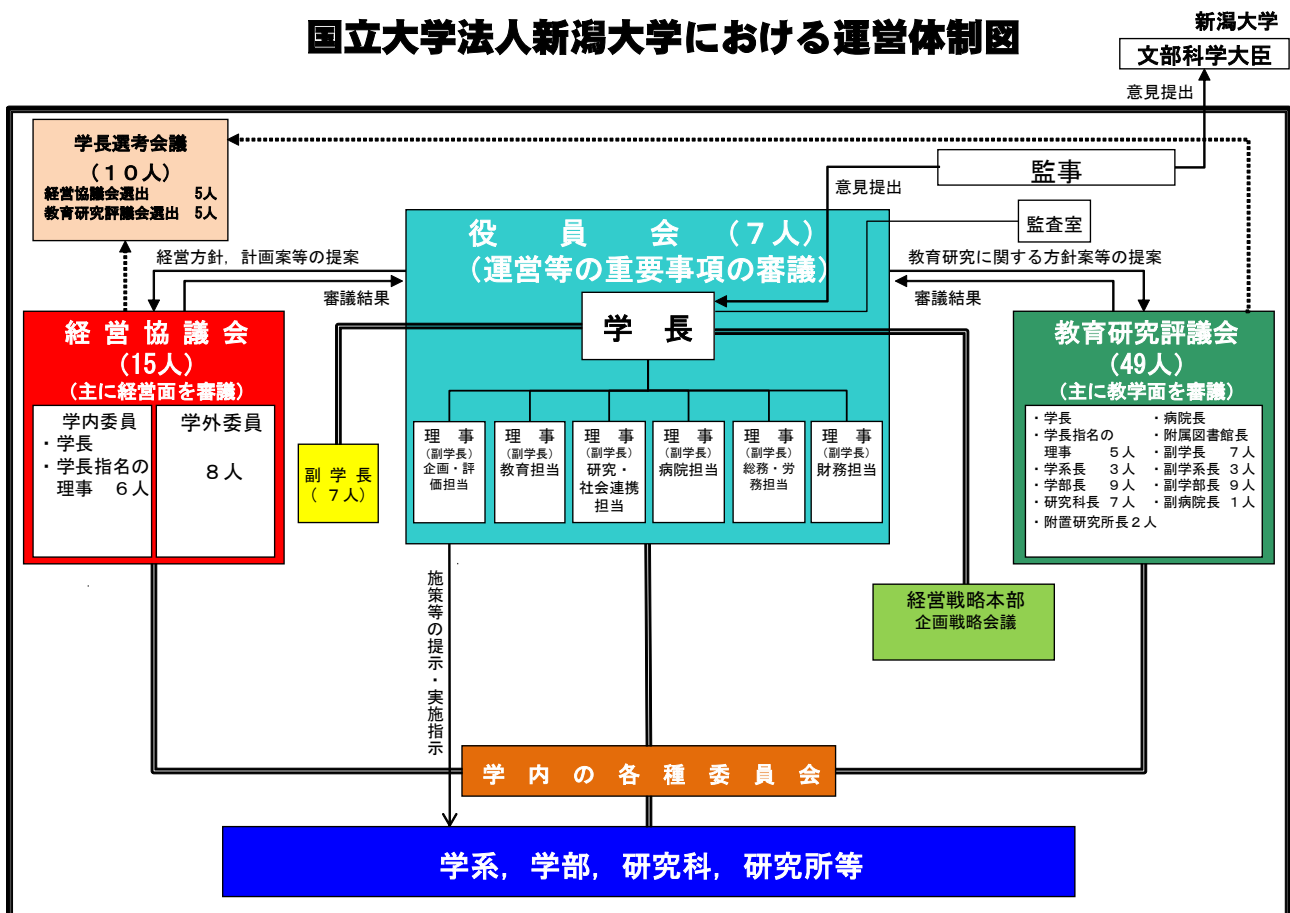 国立大学法人新潟大学における運営体制図
新潟大学
文部科学大臣
意見提出
学長選考会議
(１０人)
経営協議会選出 5人
教育研究評議会選出 5人
監事
意見提出
監査室
役員会 (７人)
(運営等の重要事項の審議)
経営方針, 計画案等の提案
審議結果
教育研究に関する方針案等の提案
審議結果
学長
経営協議会
(15人)
(主に経営面を審議)
学内委員
・学長
・学長指名の
理事 ６人
学外委員
８人
副学長
( 7人)
理事
(副学長)
企画・評
価担当
理事
(副学長)
教育担当
理事
(副学長)
研究・
社会連携
担当
理事
(副学長)
病院担当
理事
(副学長)
総務・労
務担当
理事
(副学長)
財務担当
教育研究評議会
(49人)
(主に教学面を審議)
・学長
・学長指名の
理事 ５人
・学系長 ３人
・学部長 ９人
・研究科長 ７人
・附置研究所長２人
・病院長
・附属図書館長
・副学長 ７人
・副学系長 ３人
・副学部長 ９人
・副病院長 １人
経営戦略本部
企画戦略会議
施策等の提示・実施指示
学内の各種委員会
学系, 学部, 研究科, 研究所等